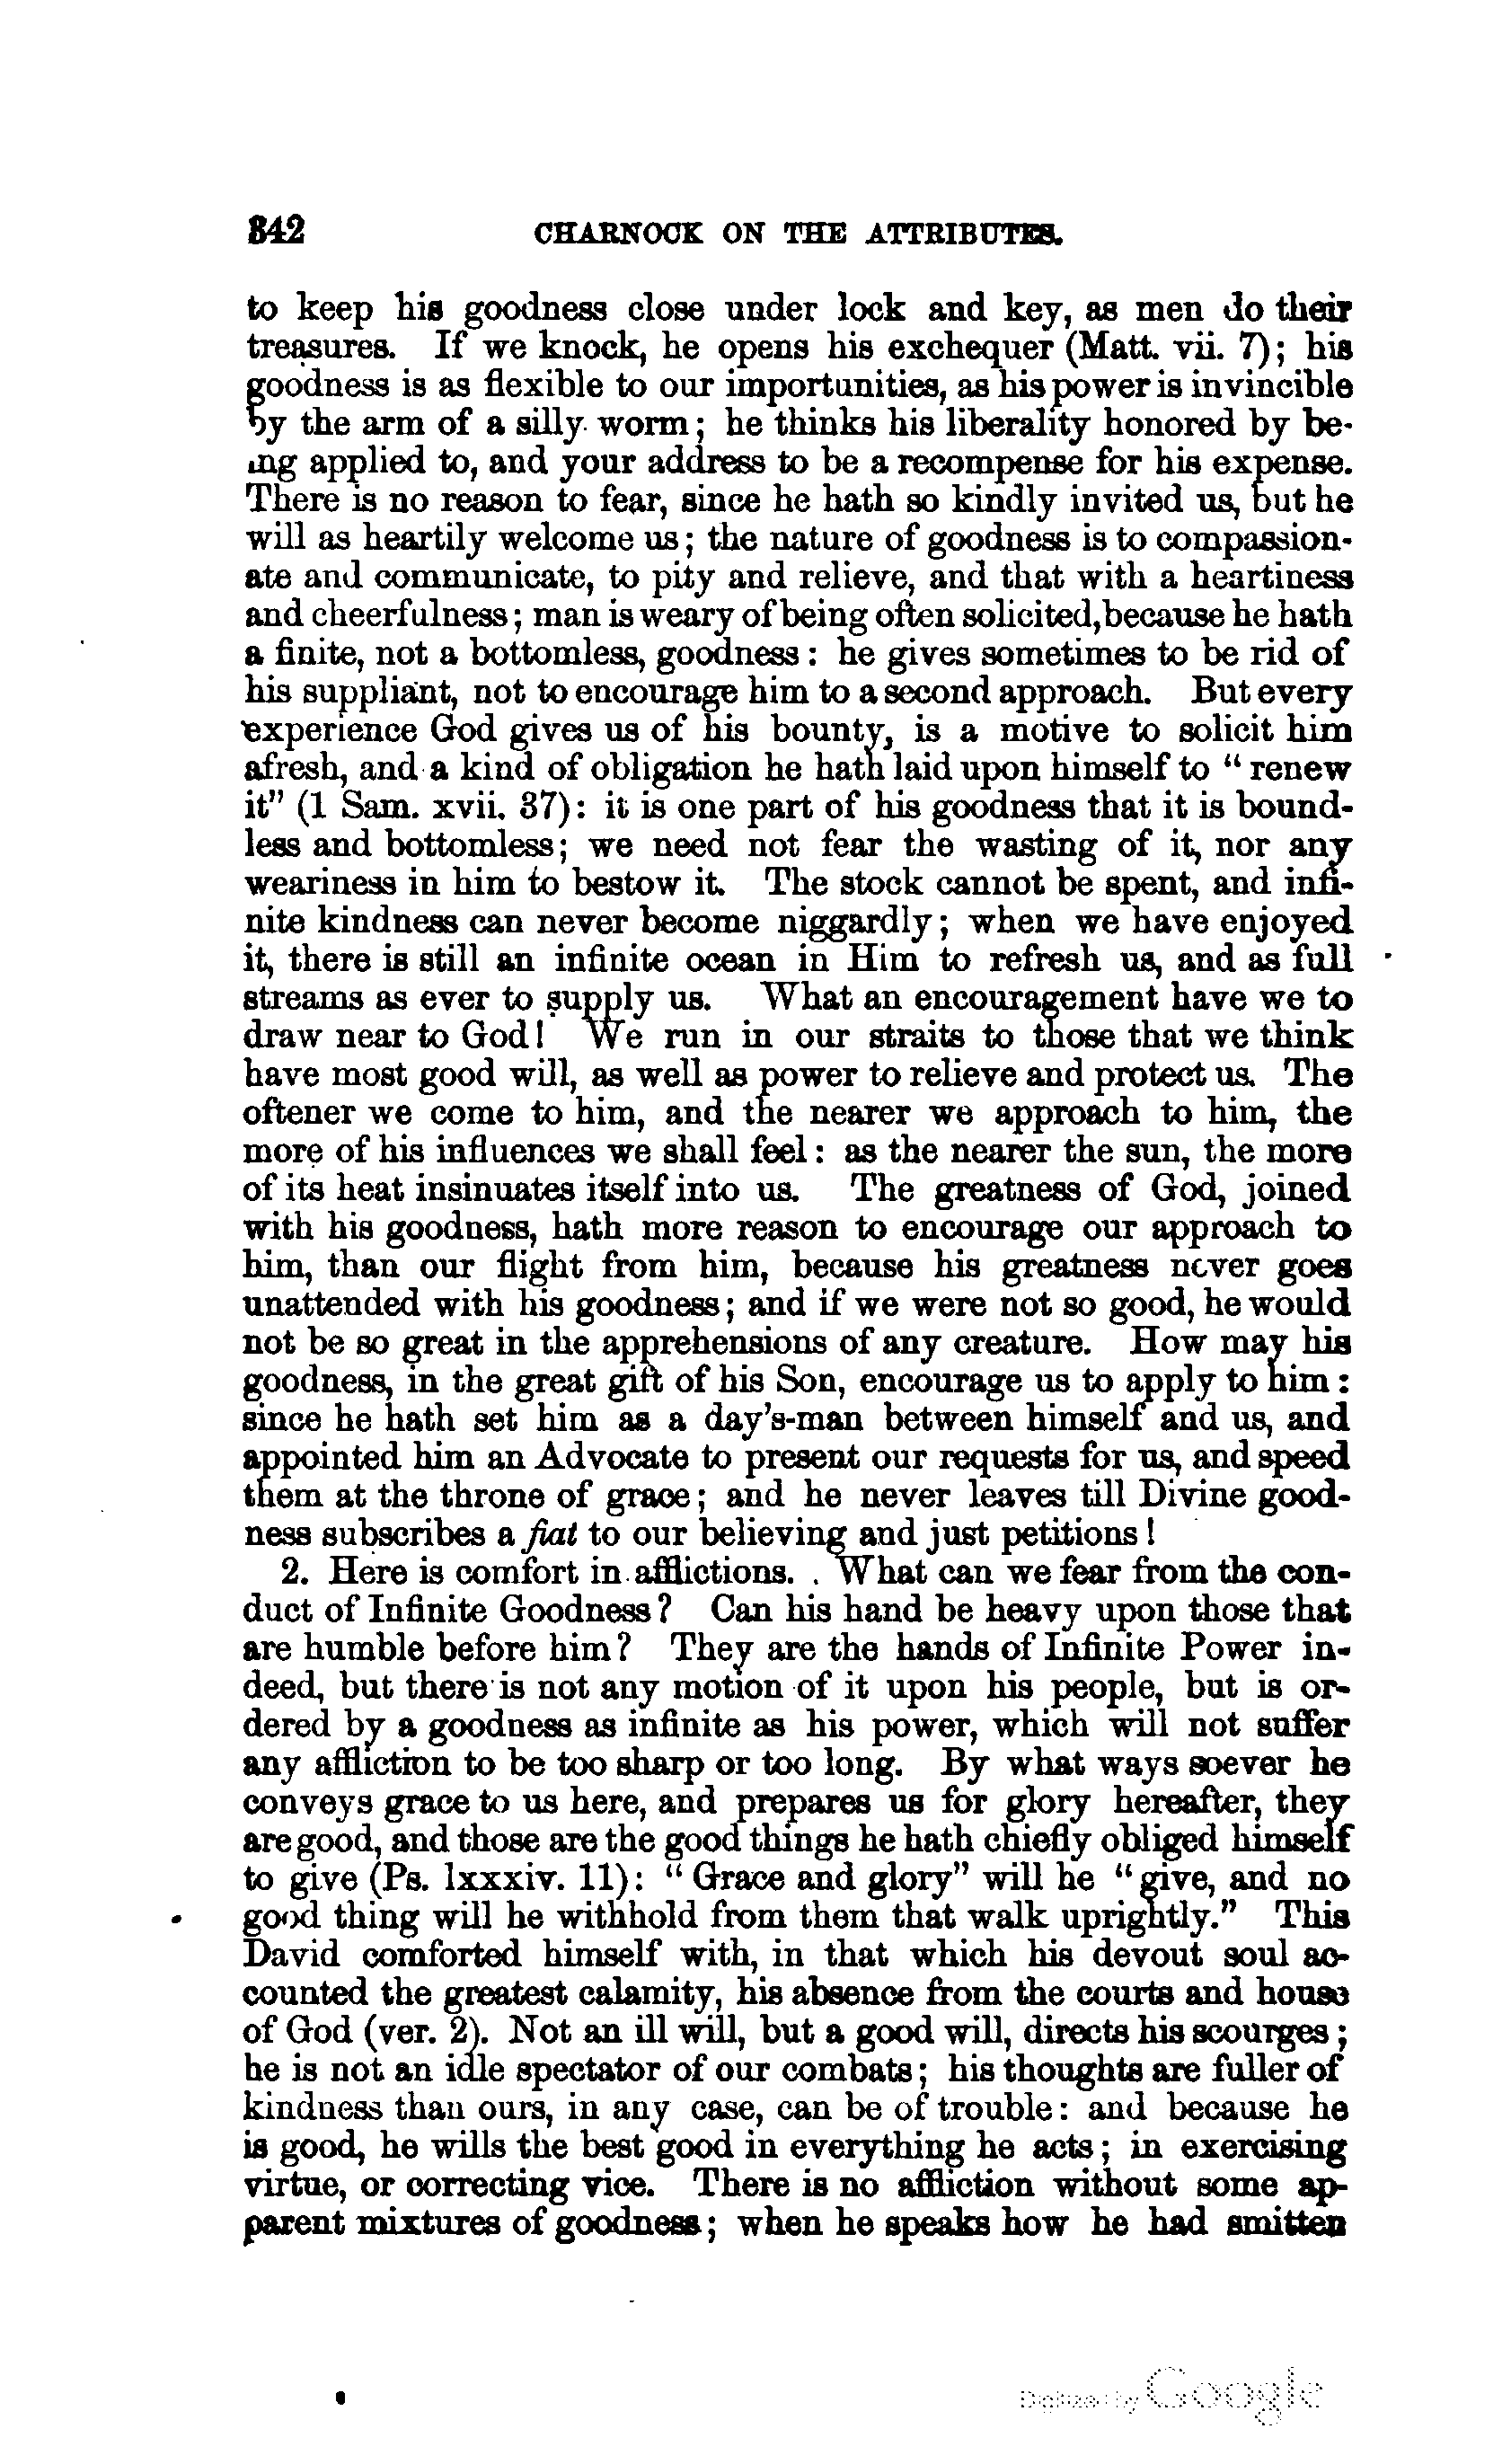 342 CHARNOCK ON THE ATTRIBUTES.
to keep his goodness close under lock and key, as men do their
treasures. If we knock, he opens his exchequer (Matt. vii. 7); his
goodness is as flexible to our importunities, as his power is invincible
by the arm of a silly worm; he thinks his liberality honored by be-
ing applied to, and your address to be a recompense for his expense.
There is no reason to fear, since he hath so kindly invited us, but he
will as heartily welcome us; the nature of goodness is to compassion-
ate and communicate, to pity and relieve, and that with a heartiness
and cheerfulness; man is weary of being often solicited, because he hath
a finite, not a bottomless, goodness: he gives sometimes to be rid of
his suppliant, not to encourage him to a second approach. But every
experience God gives us of his bounty, is a motive to solicit him
afresh, and a kind of obligation he hath laid upon himself to "renew
it" (1 Sam. xvii. 37): it is one part of his goodness that it is bound-
less and bottomless; we need not fear the wasting of it, nor any
weariness in him to bestow it. The stock cannot be spent, and infi-
nite kindness can never become niggardly; when we have enjoyed
it, there is still an infinite ocean in Him to refresh us, and as full
streams as ever to supply us. What an encouragement have we to
draw near to God! We run in our straits to those that we think
have most good will, as well as power to relieve and protect us. The
oftener we come to him, and the nearer we approach to him, the
more of his influences we shall feel: as the nearer the sun, the more
of its heat insinuates itself into us. The greatness of God, joined
with his goodness, hath more reason to encourage our approach to
him, than our flight from him, because his greatness never goes
unattended with his goodness; and if we were not so good, he would
not be so great in the apprehensions of any creature. How may his
goodness, in the great gift of his Son, encourage us to apply to him:
since he hath set him as a day's-man between himself and us, and
appointed him an Advocate to present our requests for us, and speed
them at the throne of grace; and he never leaves till Divine good-
ness subscribes a fiat to our believing and just petitions!
2. Here is comfort in afflictions. What can we fear from the con-
duct of Infinite Goodness? Can his hand be heavy upon those that
are humble before him? They are the hands of Infinite Power in-
deed, but there is not any motion of it upon his people, but is or-
dered by a goodness as infinite as his power, which will not suffer
any affliction to be too sharp or too long. By what ways soever he
conveys grace to us here, and prepares us for glory hereafter, they
are good, and those are the good things he hath chiefly obliged himself
to give (Ps. lxxxiv. 11): "Grace and glory" will he "give, and no
good thing will he withhold from them that walk uprightly." This
David comforted himself with, in that which his devout soul ac-
counted the greatest calamity, his absence from the courts and house
of God (ver. 2). Not an ill will, but a good will, directs his scourges;
he is not an idle spectator of our combats; his thoughts are fuller of
kindness than ours, in any case, can be of trouble: and because he
is good, he wills the best good in everything he acts; in exercising
virtue, or correcting vice. There is no affliction without some ap-
parent mixtures of goodness; when he speaks how he had smitten
Digitized by Google